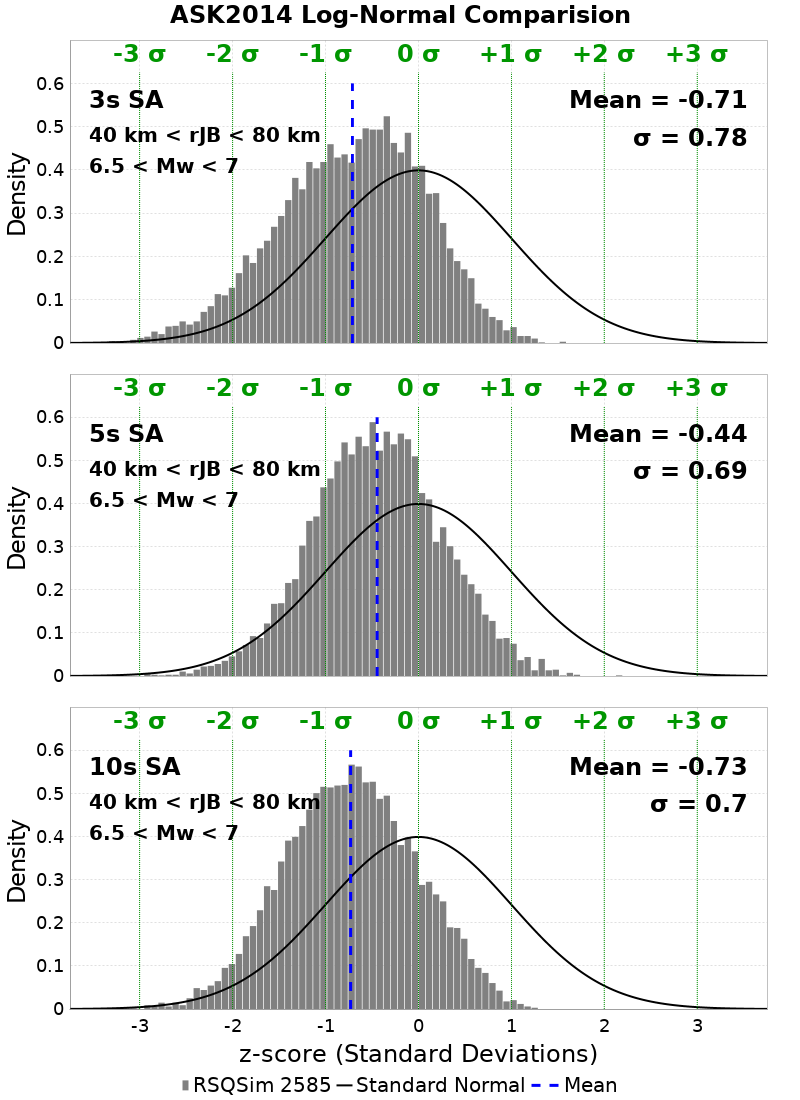 ASK2014 Log-Normal Comparision
-3 σ -2 σ -1 σ 0 σ +1 σ +2 σ +3 σ
0.6
3s SA
Mean = -0.71
0.5
40 km < rJB < 80 km
σ = 0.78
6.5 < Mw < 7
0.4
0.3
0.2
0.1
0
Density
-3 σ -2 σ -1 σ 0 σ +1 σ +2 σ +3 σ
0.6
5s SA
Mean = -0.44
0.5
40 km < rJB < 80 km
σ = 0.69
6.5 < Mw < 7
0.4
0.3
0.2
0.1
0
Density
-3 σ -2 σ -1 σ 0 σ +1 σ +2 σ +3 σ
0.6
10s SA
Mean = -0.73
0.5
40 km < rJB < 80 km
σ = 0.7
6.5 < Mw < 7
0.4
0.3
0.2
0.1
0
Density
-3 -2 -1 0 1 2 3
z-score (Standard Deviations)
RSQSim 2585 Standard Normal Mean